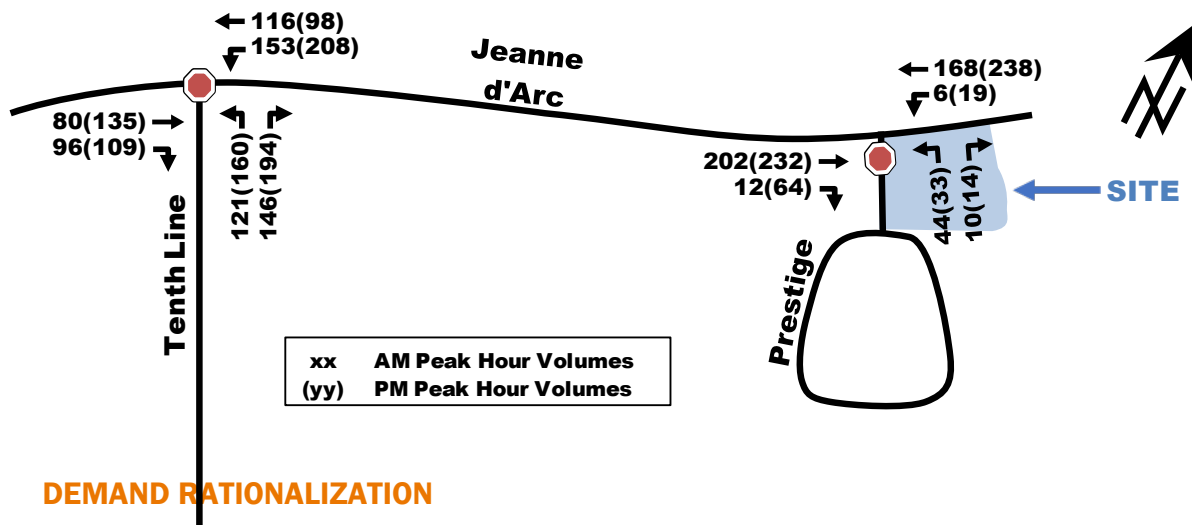 116(98)
153(208)
Jeanne
d'Arc
168(238)
6(19)
80(135)
96(109)
121(160)
146(194)
202(232)
12(64)
44(33)
10(14)
SITE
Tenth Line
Prestige
xx AM Peak Hour Volumes
(yy) PM Peak Hour Volumes
DEMAND RATIONALIZATION